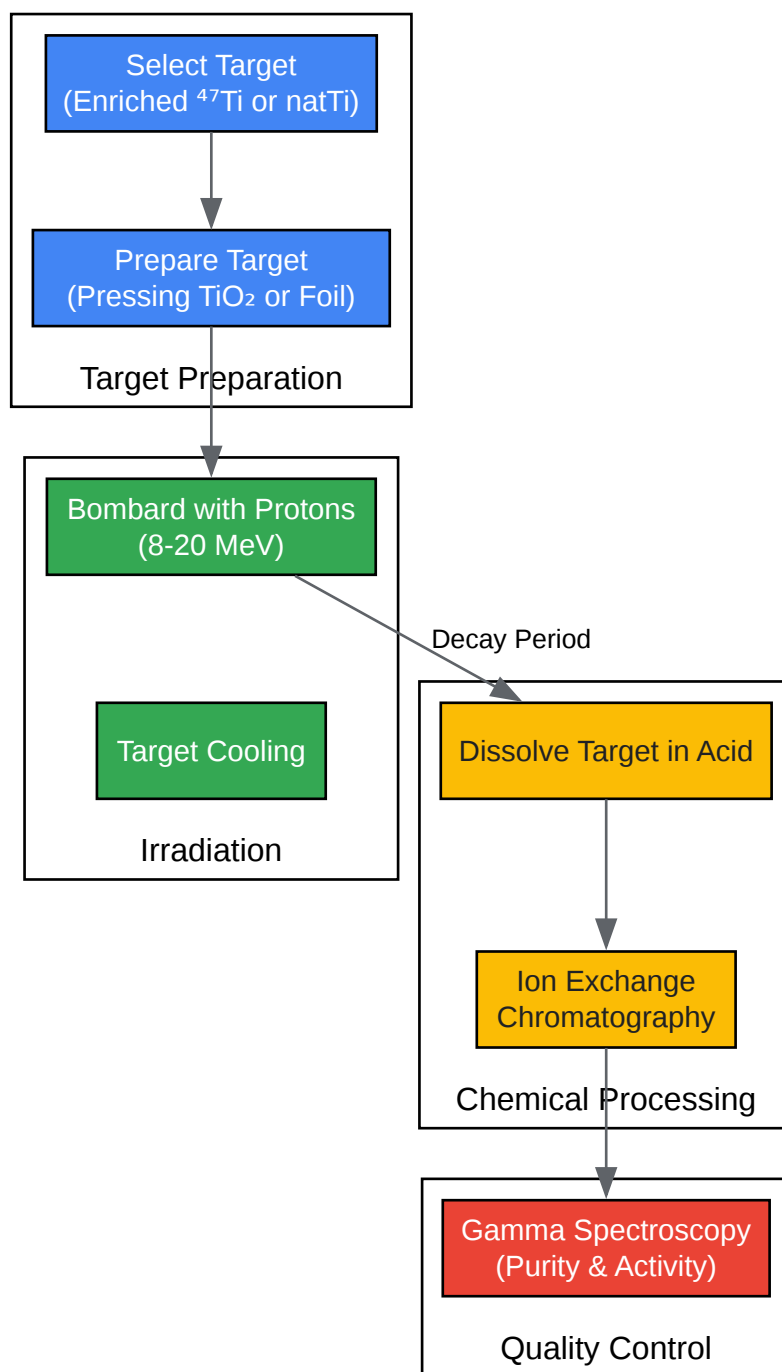 Select Target
(Enriched ⁴⁷Ti or natTi)
Prepare Target
(Pressing TiO₂ or Foil)
Target Preparation
Bombard with Protons
(8-20 MeV)
Decay Period
Target Cooling
Irradiation
Dissolve Target in Acid
Ion Exchange
Chromatography
Chemical Processing
Gamma Spectroscopy
(Purity & Activity)
Quality Control